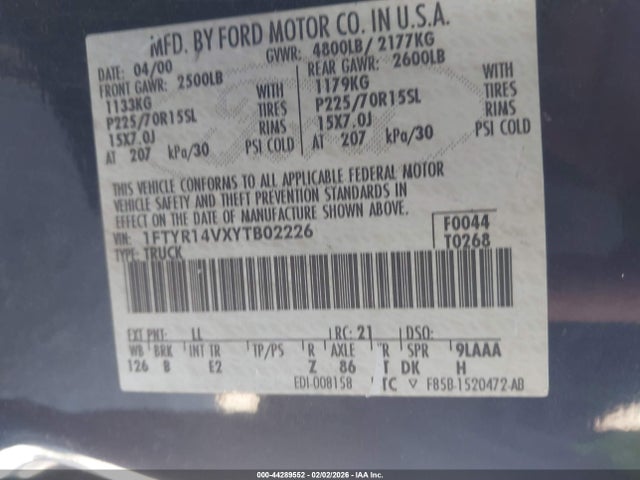 MFD. BY FORD MOTOR CO. IN U.S.A.
DATE: 04/00 GVWR: 4800LB/ 2177KG
FRONT GAWR: 2500LB REAR GAWR: 2600LB
1133KG WITH 1179KG WITH
P225/70R15SL TIRES P225/70R15SL TIRES
15X7.0J RIMS 15X7.0J RIMS
AT 207 kPa/30 PSI COLD AT 207 kPa/30 PSI COLD
THIS VEHICLE CONFORMS TO ALL APPLICABLE FEDERAL MOTOR
VEHICLE SAFETY AND THEFT PREVENTION STANDARDS IN
EFFECT ON THE DATE OF MANUFACTURE SHOWN ABOVE.
VIN: 1FTYR14VXYTB02226 F0044
TYPE: TRUCK T0268
EXT PNT: LL RC: 21 DSO:
WB BRK INT TR TP/PS R AXLE TR SPR 9LAAA
126 B E2 Z 86 T DK H
EDI-008158 TC ▽ F85B-1520472-AB
000-44289552 - 02/02/2026 - IAAI.com